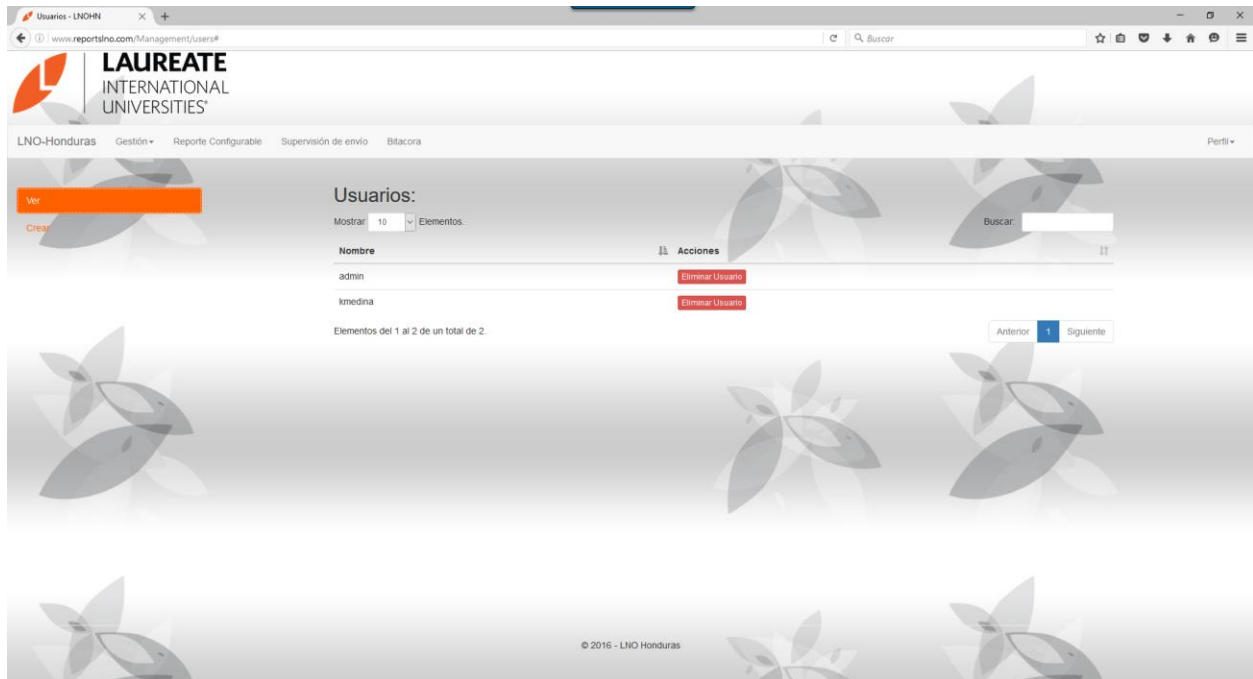 Usuarios - LNOHN
www.reportslno.com/Management/users#
Buscar
LAUREATE
INTERNATIONAL
UNIVERSITIES®
LNO-Honduras Gestión Reporte Configurable Supervisión de envío Bitacora Perfil
Ver
Crear
Usuarios:
Mostrar 10 Elementos.
Buscar:
Nombre Acciones
admin Eliminar Usuario
kmedina Eliminar Usuario
Elementos del 1 al 2 de un total de 2.
Anterior 1 Siguiente
© 2016 - LNO Honduras